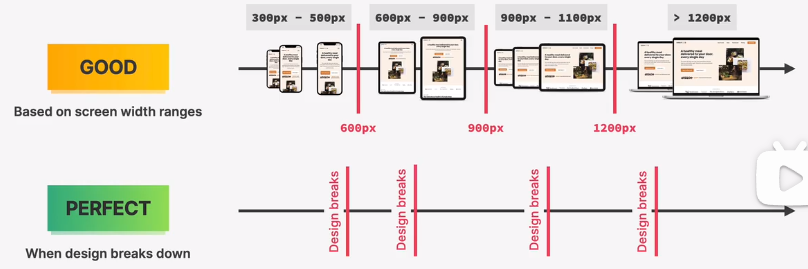 300px - 500px
600px - 900px
900px - 1100px
> 1200px
GOOD
Based on screen width ranges
600px
900px
1200px
PERFECT
When design breaks down
Design breaks
Design breaks
Design breaks
Design breaks